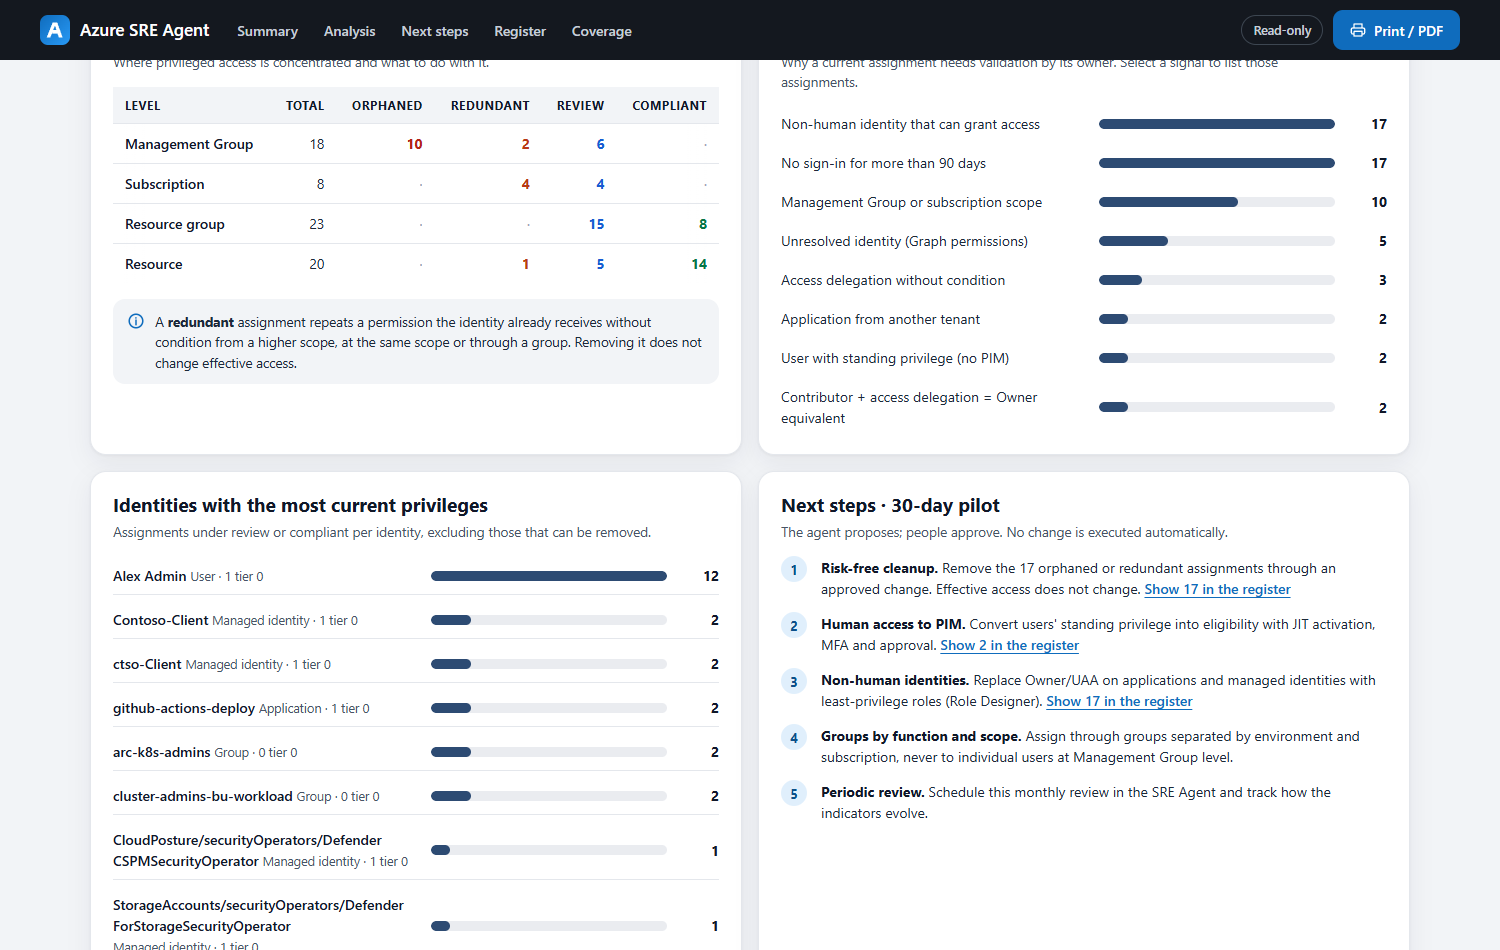 Azure SRE Agent
Summary
Analysis
Next steps
Register
Coverage
Read-only
Print / PDF
Where privileged access is concentrated and what to do with it.
LEVEL TOTAL ORPHANED REDUNDANT REVIEW COMPLIANT
Management Group 18 10 2 6 ·
Subscription 8 · 4 4 ·
Resource group 23 · · 15 8
Resource 20 · 1 5 14
A redundant assignment repeats a permission the identity already receives without
condition from a higher scope, at the same scope or through a group. Removing it does not
change effective access.
Why a current assignment needs validation by its owner. Select a signal to list those
assignments.
Non-human identity that can grant access 17
No sign-in for more than 90 days 17
Management Group or subscription scope 10
Unresolved identity (Graph permissions) 5
Access delegation without condition 3
Application from another tenant 2
User with standing privilege (no PIM) 2
Contributor + access delegation = Owner
equivalent 2
Identities with the most current privileges
Assignments under review or compliant per identity, excluding those that can be removed.
Alex Admin User · 1 tier 0 12
Contoso-Client Managed identity · 1 tier 0 2
ctso-Client Managed identity · 1 tier 0 2
github-actions-deploy Application · 1 tier 0 2
arc-k8s-admins Group · 0 tier 0 2
cluster-admins-bu-workload Group · 0 tier 0 2
CloudPosture/securityOperators/Defender
CSPMSecurityOperator Managed identity · 1 tier 0 1
StorageAccounts/securityOperators/Defender
ForStorageSecurityOperator 1
Managed identity · 1 tier 0
Next steps · 30-day pilot
The agent proposes; people approve. No change is executed automatically.
1 Risk-free cleanup. Remove the 17 orphaned or redundant assignments through an
approved change. Effective access does not change. Show 17 in the register
2 Human access to PIM. Convert users' standing privilege into eligibility with JIT activation,
MFA and approval. Show 2 in the register
3 Non-human identities. Replace Owner/UAA on applications and managed identities with
least-privilege roles (Role Designer). Show 17 in the register
4 Groups by function and scope. Assign through groups separated by environment and
subscription, never to individual users at Management Group level.
5 Periodic review. Schedule this monthly review in the SRE Agent and track how the
indicators evolve.